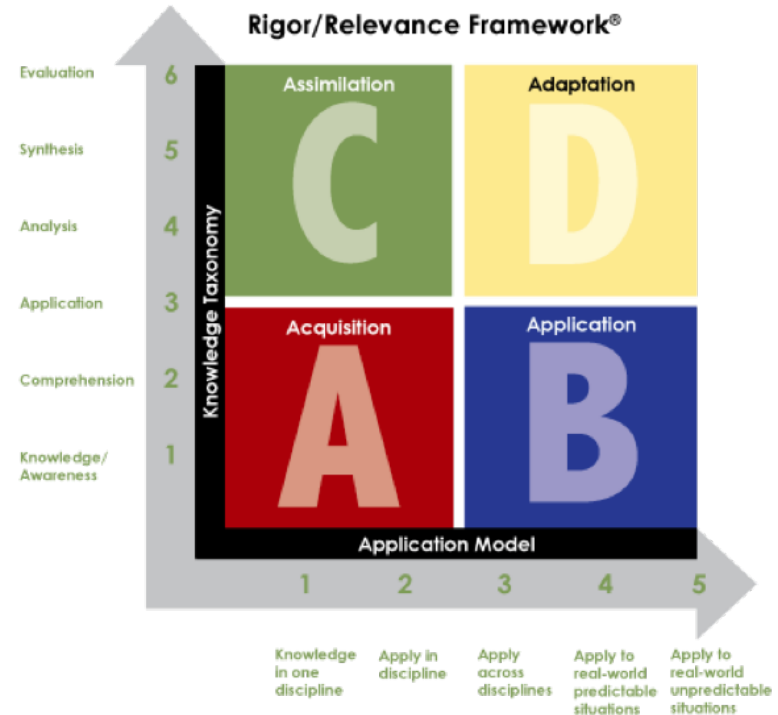 Rigor/Relevance Framework®
Evaluation 6
Synthesis 5
Analysis 4
Application 3
Comprehension 2
Knowledge/
Awareness
1
Knowledge Taxonomy
Assimilation
C
Adaptation
D
Acquisition
A
Application
B
Application Model
1 2 3 4 5
Knowledge
in one
discipline
Apply in
discipline
Apply
across
disciplines
Apply to
real-world
predictable
situations
Apply to
real-world
unpredictable
situations